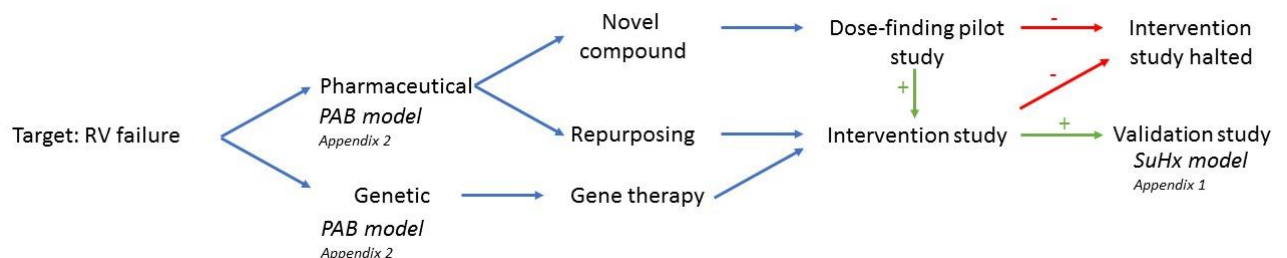 Target: RV failure
Pharmaceutical
PAB model
Appendix 2
Genetic
PAB model
Appendix 2
Novel
compound
Repurposing
Gene therapy
Dose-finding pilot
study
+
Intervention study
-
-
+
Intervention
study halted
Validation study
SuHx model
Appendix 1